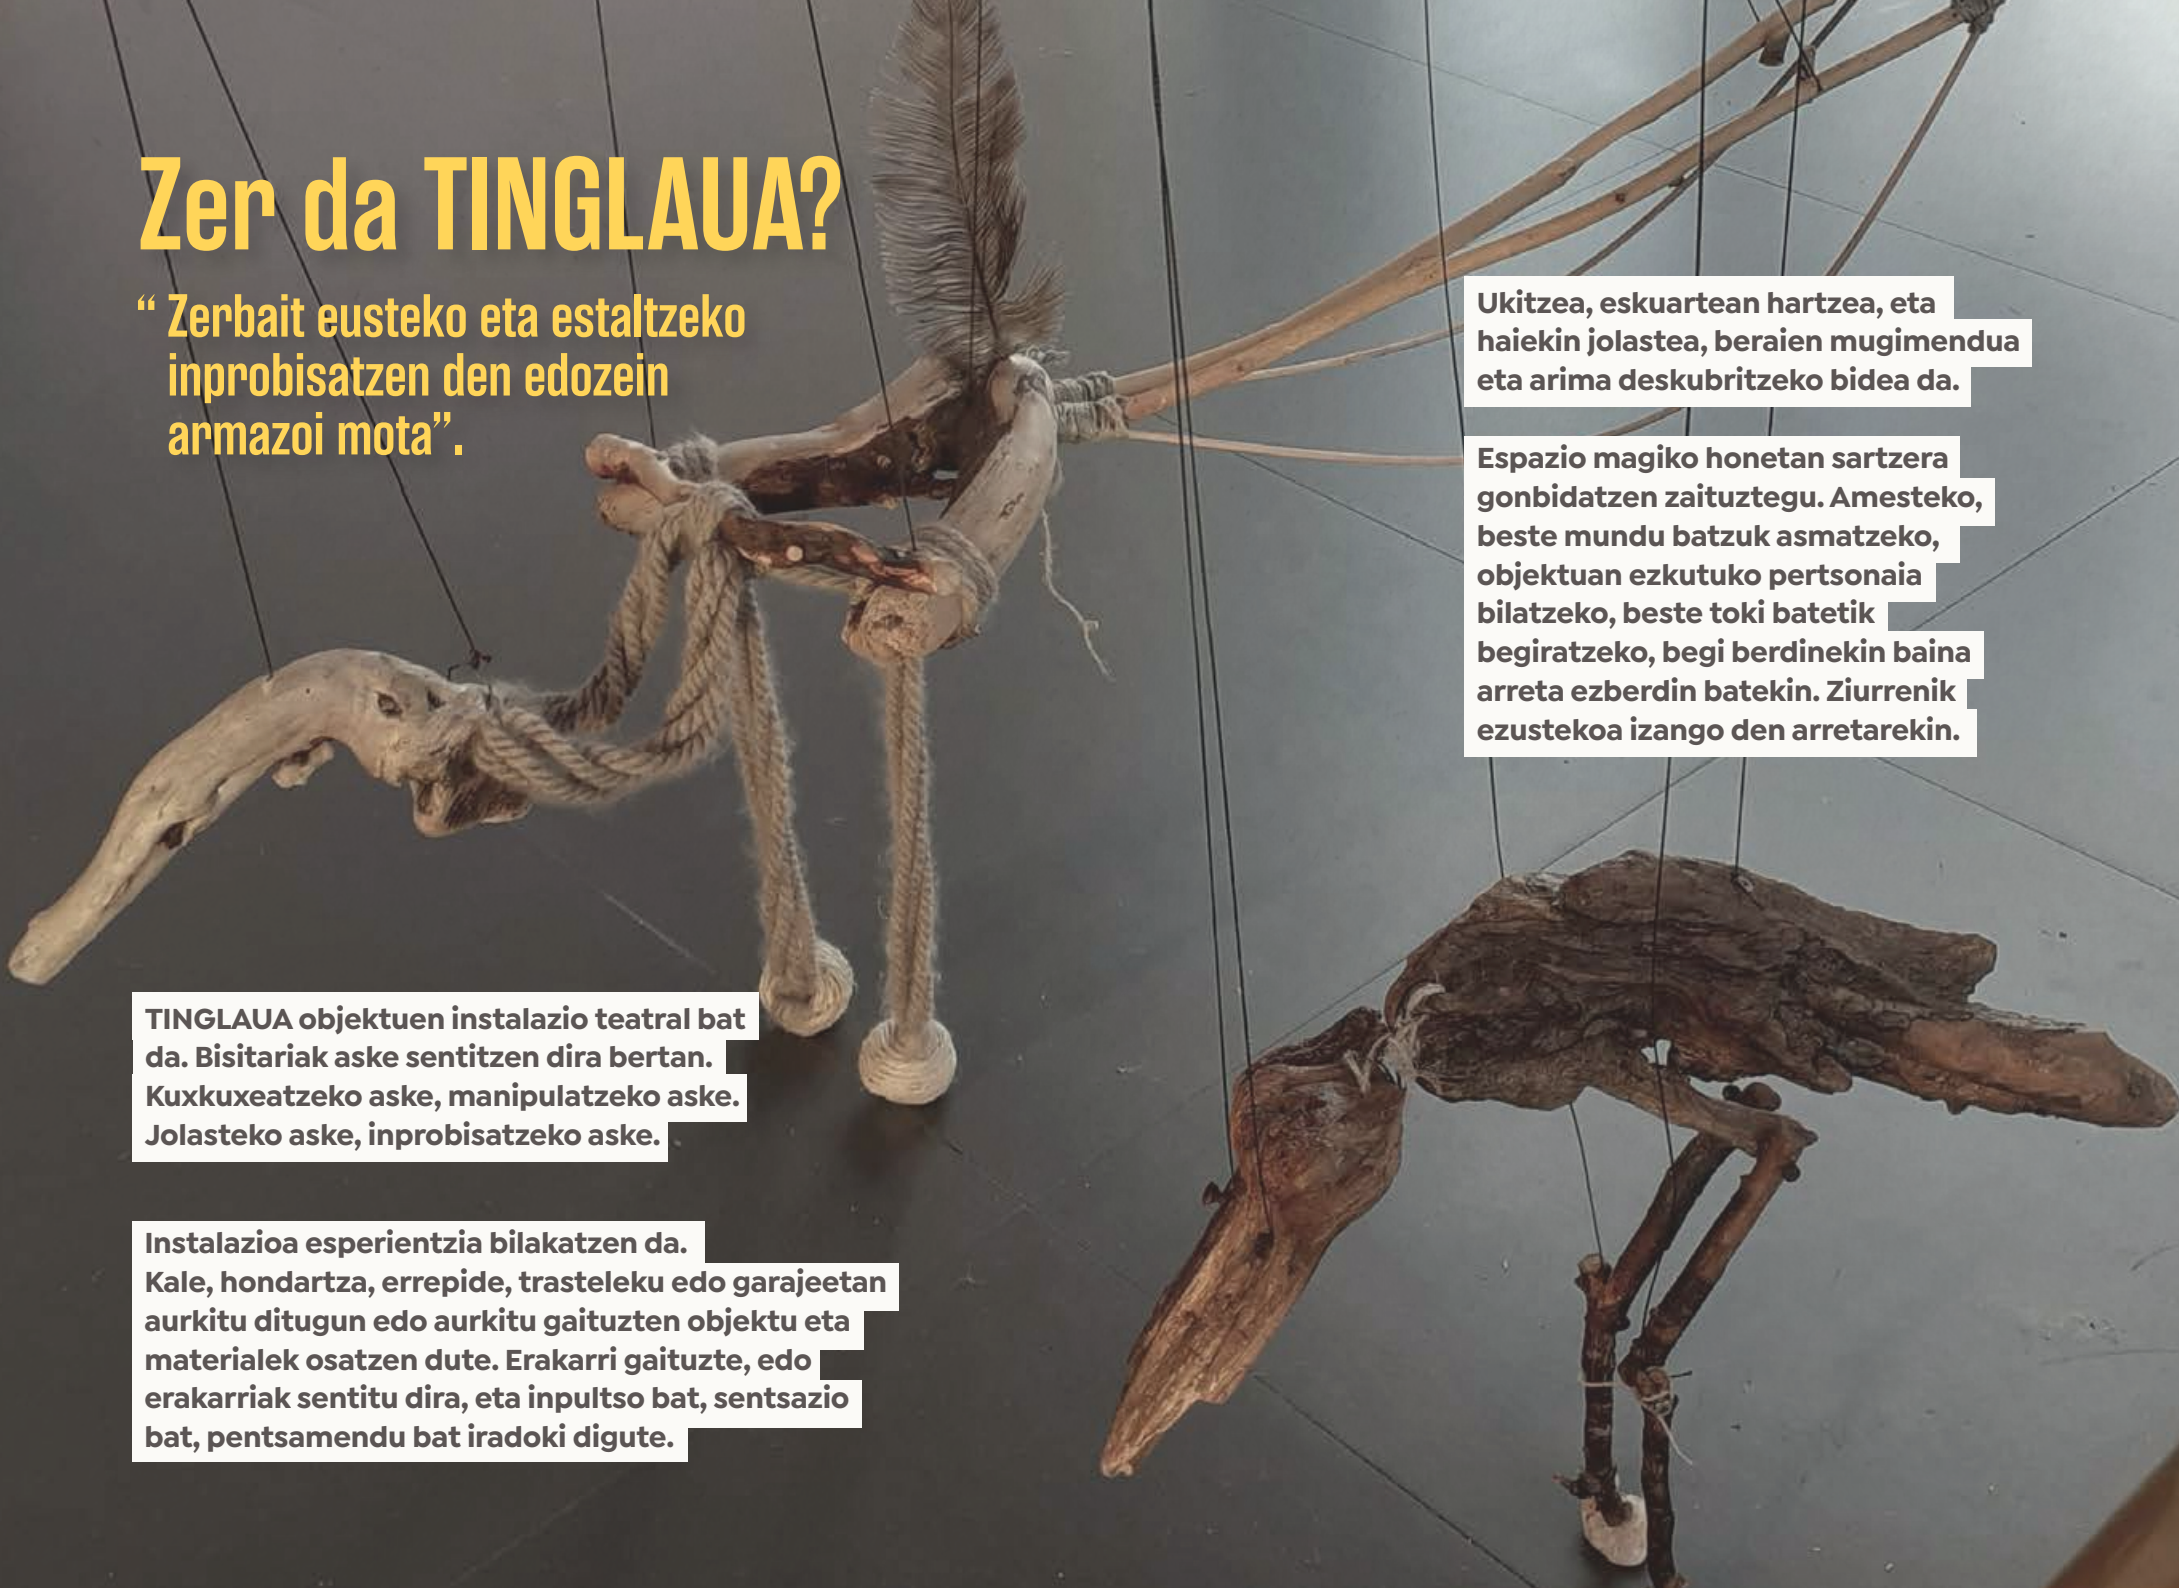 Zer da TINGLAUA?
“ Zerbait eusteko eta estaltzeko
inprobisatzen den edozein
armazoi mota”.
TINGLAUA objektuen instalazio teatral bat
da. Bisitariak aske sentitzen dira bertan.
Kuxkuxeatzeko aske, manipulatzeko aske.
Jolasteko aske, inprobisatzeko aske.
Instalazioa esperientzia bilakatzen da.
Kale, hondartza, errepide, trasteleku edo garajeetan
aurkitu ditugun edo aurkitu gaituzten objektu eta
materialek osatzen dute. Erakarri gaituzte, edo
erakarriak sentitu dira, eta inpultso bat, sentsazio
bat, pentsamendu bat iradoki digute.
Ukitzea, eskuartean hartzea, eta
haiekin jolastea, beraien mugimendua
eta arima deskubritzeko bidea da.
Espazio magiko honetan sartzera
gonbidatzen zaituztegu. Amesteko,
beste mundu batzuk asmatzeko,
objektuan ezkutuko pertsonaia
bilatzeko, beste toki batetik
begiratzeko, begi berdinekin baina
arreta ezberdin batekin. Ziurrenik
ezustekoa izango den arretarekin.